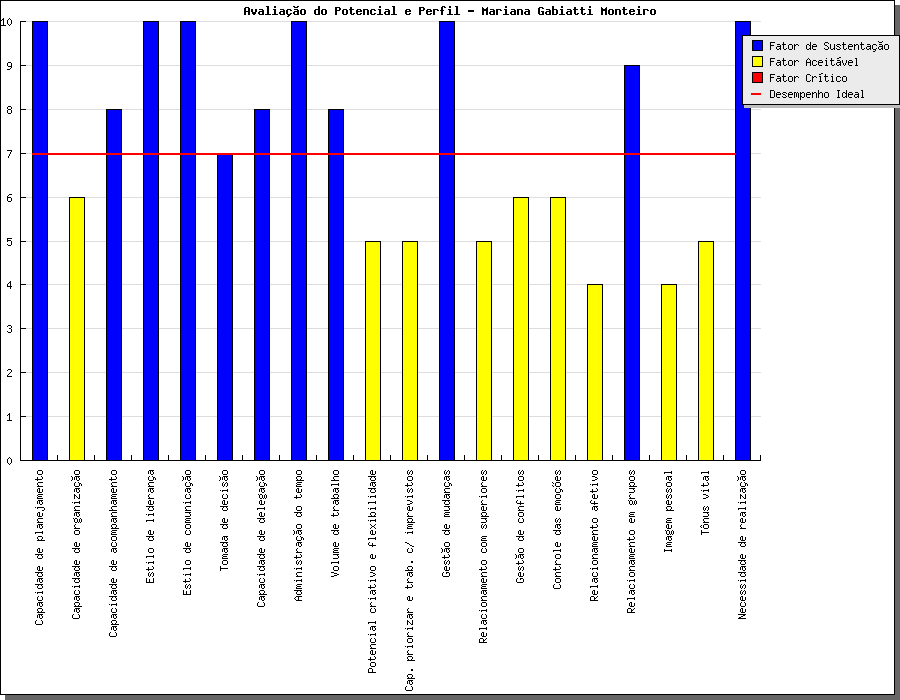 Avaliação do Potencial e Perfil - Mariana Gabiatti Monteiro
10
9
8
7
6
5
4
3
2
1
0
Fator de Sustentação
Fator Aceitável
Fator Crítico
Desempenho Ideal
Capacidade de planejamento
Capacidade de organização
Capacidade de acompanhamento
Estilo de liderança
Estilo de comunicação
Tomada de decisão
Capacidade de delegação
Administração do tempo
Volume de trabalho
Potencial criativo e flexibilidade
Cap. priorizar e trab. c/ imprevistos
Gestão de mudanças
Relacionamento com superiores
Gestão de conflitos
Controle das emoções
Relacionamento afetivo
Relacionamento em grupos
Imagem pessoal
Tônus vital
Necessidade de realização